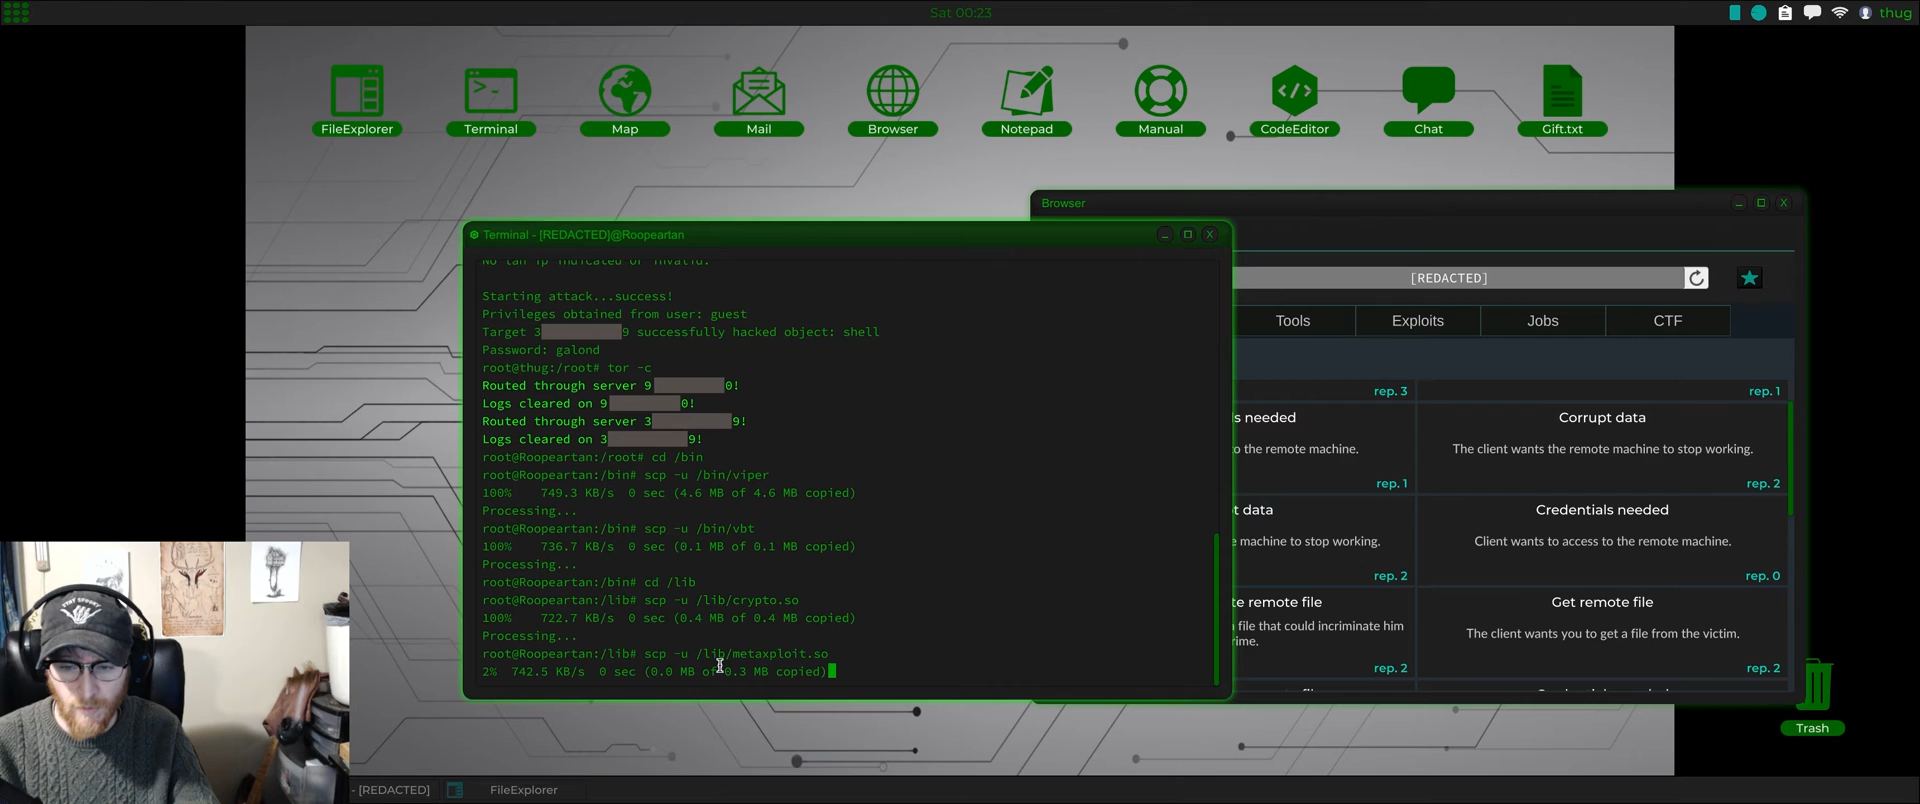 Sat 00:23
thug
FileExplorer
Terminal
Map
Mail
Browser
Notepad
Manual
CodeEditor
Chat
Gift.txt
Browser
[REDACTED]
Tools
Exploits
Jobs
CTF
rep. 3
rep. 1
s needed
o the remote machine.
rep. 1
Corrupt data
The client wants the remote machine to stop working.
rep. 2
t data
e machine to stop working.
rep. 2
Credentials needed
Client wants to access to the remote machine.
rep. 0
te remote file
a file that could incriminate him
rime.
rep. 2
Get remote file
The client wants you to get a file from the victim.
rep. 2
Terminal - [REDACTED]@Roopeartan
No lan ip indicated or invalid.
Starting attack...success!
Privileges obtained from user: guest
Target 3 9 successfully hacked object: shell
Password: galond
root@thug:/root# tor -c
Routed through server 9 0!
Logs cleared on 9 0!
Routed through server 3 9!
Logs cleared on 3 9!
root@Roopeartan:/root# cd /bin
root@Roopeartan:/bin# scp -u /bin/viper
100% 749.3 KB/s 0 sec (4.6 MB of 4.6 MB copied)
Processing...
root@Roopeartan:/bin# scp -u /bin/vbt
100% 736.7 KB/s 0 sec (0.1 MB of 0.1 MB copied)
Processing...
root@Roopeartan:/bin# cd /lib
root@Roopeartan:/lib# scp -u /lib/crypto.so
100% 722.7 KB/s 0 sec (0.4 MB of 0.4 MB copied)
Processing...
root@Roopeartan:/lib# scp -u /lib/metaxploit.so
2% 742.5 KB/s 0 sec (0.0 MB of 0.3 MB copied)
STAY SPOOKY
Trash
- [REDACTED]
FileExplorer